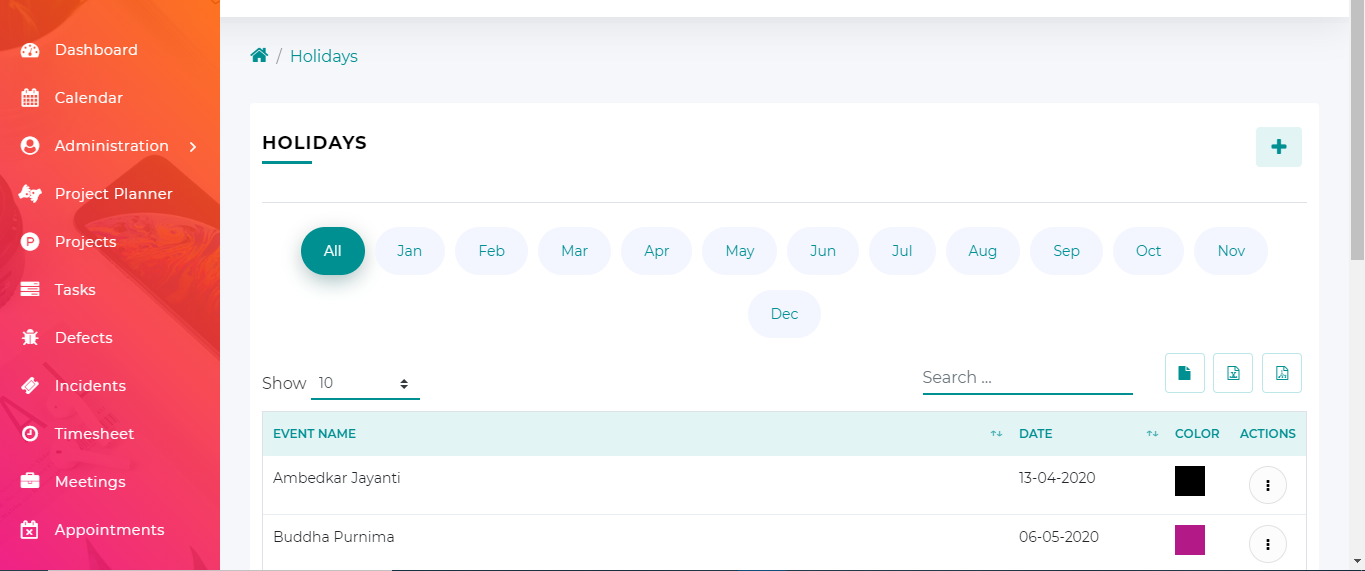 Dashboard
Calendar
Administration
Project Planner
Projects
Tasks
Defects
Incidents
Timesheet
Meetings
Appointments
/ Holidays
HOLIDAYS
All Jan Feb Mar Apr May Jun Jul Aug Sep Oct Nov
Dec
Show 10 Search ...
EVENT NAME DATE COLOR ACTIONS
Ambedkar Jayanti 13-04-2020
Buddha Purnima 06-05-2020